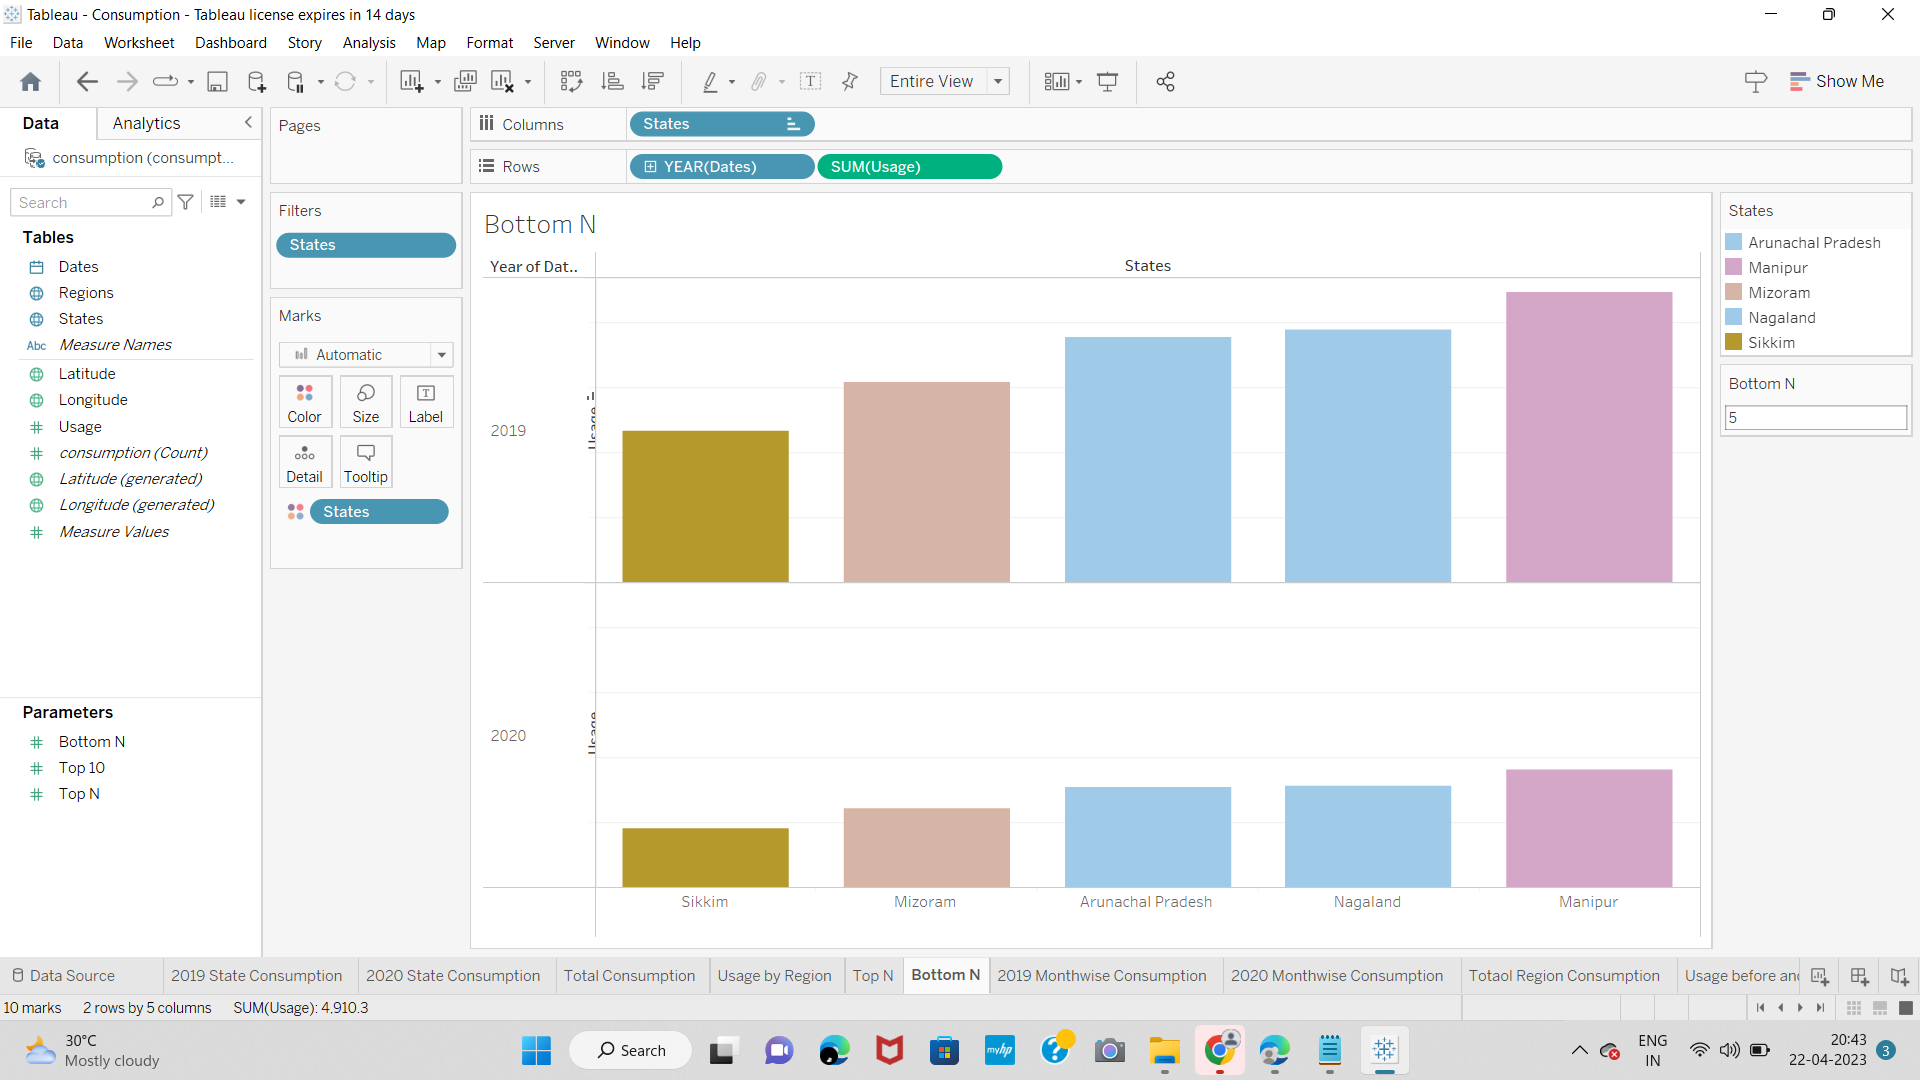 Tableau - Consumption - Tableau license expires in 14 days
File Data Worksheet Dashboard Story Analysis Map Format Server Window Help
Entire View
Show Me
Data Analytics
consumption (consumpt...
Search
Tables
Dates
Regions
States
Abc Measure Names
Latitude
Longitude
Usage
consumption (Count)
Latitude (generated)
Longitude (generated)
Measure Values
Parameters
Bottom N
Top 10
Top N
Pages
Filters
States
Marks
Automatic
Color Size Label
Detail Tooltip
States
Columns States
Rows YEAR(Dates) SUM(Usage)
Bottom N
Year of Dat.. States
2019 Usage
2020 Usage
Sikkim Mizoram Arunachal Pradesh Nagaland Manipur
States
Arunachal Pradesh
Manipur
Mizoram
Nagaland
Sikkim
Bottom N
5
Data Source 2019 State Consumption 2020 State Consumption Total Consumption Usage by Region Top N Bottom N 2019 Monthwise Consumption 2020 Monthwise Consumption Totaol Region Consumption Usage before and
10 marks 2 rows by 5 columns SUM(Usage): 4,910.3
30°C
Mostly cloudy
Search
myhp
ENG
IN
20:43
22-04-2023
3